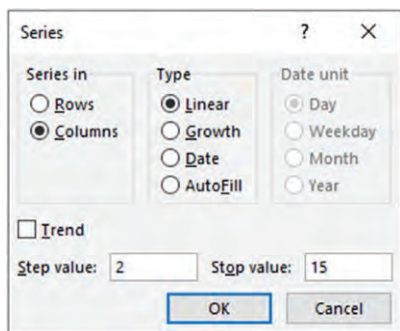 Series ? X
Series in Type Date unit
Rows Linear Day
Columns Growth Weekday
Date Month
AutoFill Year
Trend
Step value: 2 Stop value: 15
OK Cancel